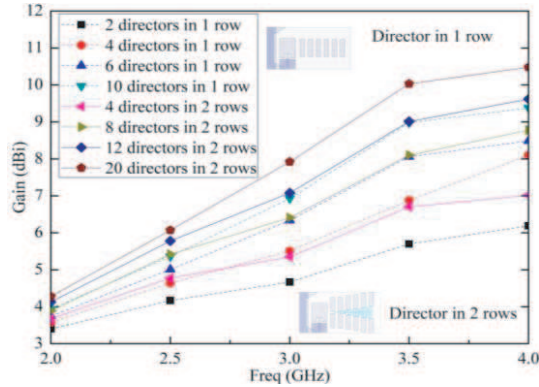 12
11
10
9
8
7
6
5
4
3
Gain (dBi)
2 directors in 1 row
4 directors in 1 row
6 directors in 1 row
10 directors in 1 row
4 directors in 2 rows
8 directors in 2 rows
12 directors in 2 rows
20 directors in 2 rows
Director in 1 row
Director in 2 rows
2.0 2.5 3.0 3.5 4.0
Freq (GHz)